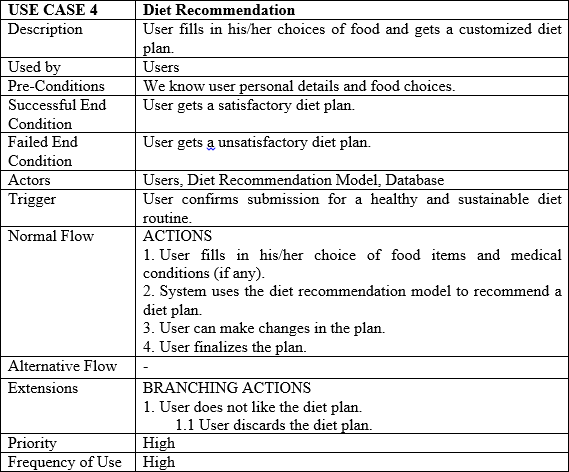 USE CASE 4 Diet Recommendation
Description User fills in his/her choices of food and gets a customized diet
plan.
Used by Users
Pre-Conditions We know user personal details and food choices.
Successful End User gets a satisfactory diet plan.
Condition
Failed End User gets a unsatisfactory diet plan.
Condition
Actors Users, Diet Recommendation Model, Database
Trigger User confirms submission for a healthy and sustainable diet
routine.
Normal Flow ACTIONS
1. User fills in his/her choice of food items and medical
conditions (if any).
2. System uses the diet recommendation model to recommend a
diet plan.
3. User can make changes in the plan.
4. User finalizes the plan.
Alternative Flow -
Extensions BRANCHING ACTIONS
1. User does not like the diet plan.
1.1 User discards the diet plan.
Priority High
Frequency of Use High